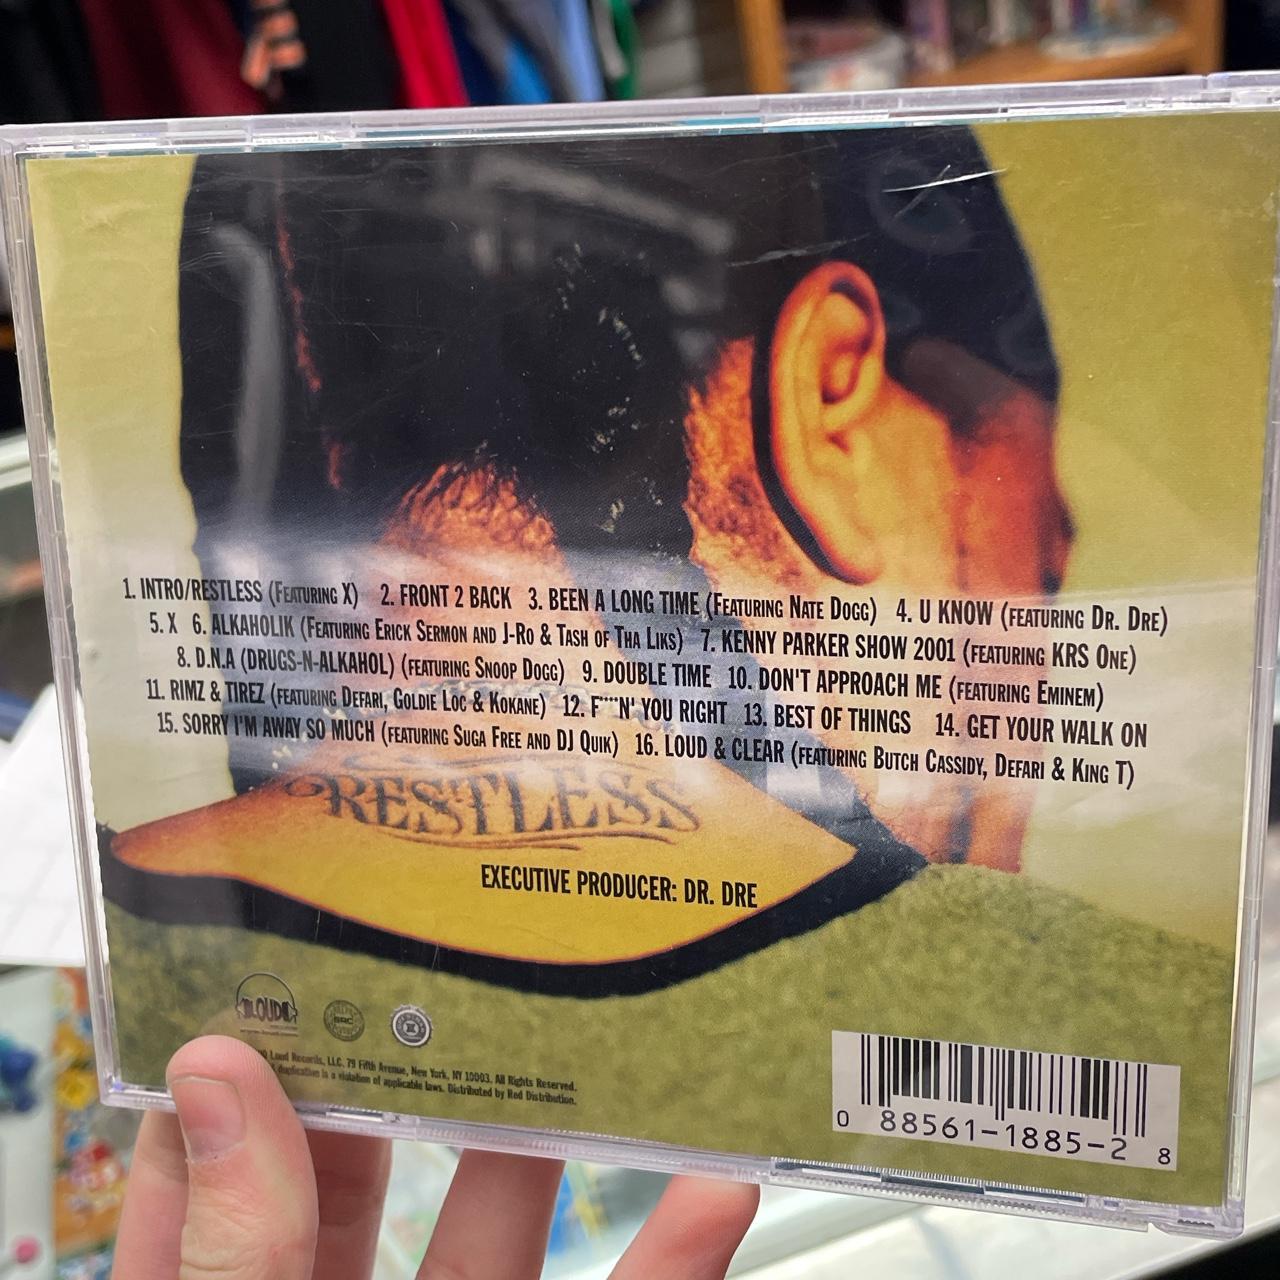 1. INTRO/RESTLESS (FEATURING X) 2. FRONT 2 BACK 3. BEEN A LONG TIME (FEATURING NATE DOGG) 4. U KNOW (FEATURING DR. DRE)
5. X 6. ALKAHOLIK (FEATURING ERICK SERMON AND J-RO & TASH OF THA LIKS) 7. KENNY PARKER SHOW 2001 (FEATURING KRS ONE)
8. D.N.A (DRUGS-N-ALKAHOL) (FEATURING SNOOP DOGG) 9. DOUBLE TIME 10. DON'T APPROACH ME (FEATURING EMINEM)
11. RIMZ & TIREZ (FEATURING DEFARI, GOLDIE LOC & KOKANE) 12. F**N' YOU RIGHT 13. BEST OF THINGS 14. GET YOUR WALK ON
15. SORRY I'M AWAY SO MUCH (FEATURING SUGA FREE AND DJ QUIK) 16. LOUD & CLEAR (FEATURING BUTCH CASSIDY, DEFARI & KING T)
RESTLESS
EXECUTIVE PRODUCER: DR. DRE
LOUD
SRC
Loud Records, LLC. 79 Fifth Avenue, New York, NY 10003. All Rights Reserved.
duplication is a violation of applicable laws. Distributed by Red Distribution.
0 88561-1885-2 8